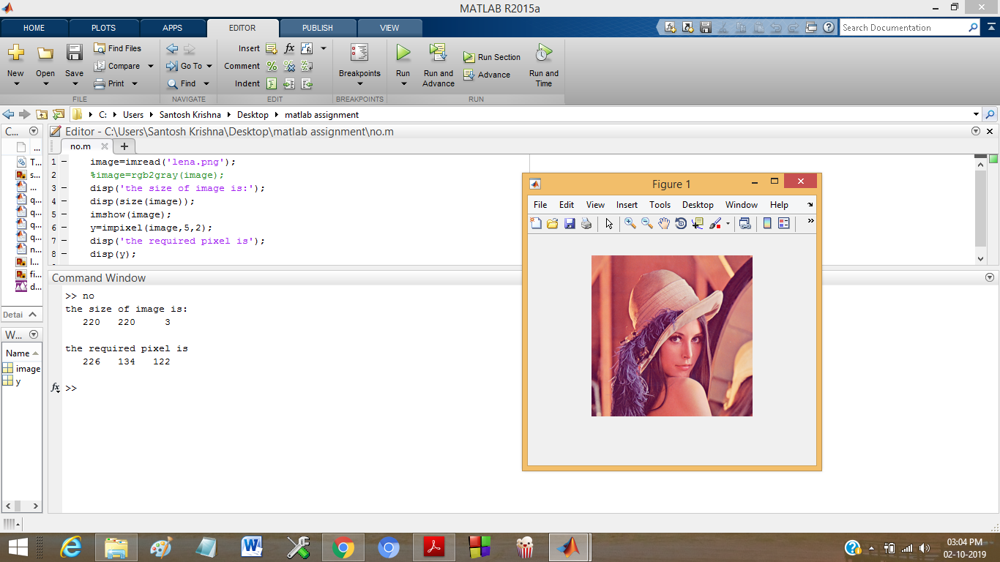 MATLAB R2015a
HOME PLOTS APPS EDITOR PUBLISH VIEW
Search Documentation
New Open Save
Find Files
Compare
Print
FILE
Go To
Find
NAVIGATE
Insert fx
Comment
Indent
EDIT
Breakpoints
BREAKPOINTS
Run
Run and Advance
Run Section
Advance
Run and Time
RUN
C: Users Santosh Krishna Desktop matlab assignment
C...
Editor - C:\Users\Santosh Krishna\Desktop\matlab assignment\no.m
no.m
...
T...
s...
...
q...
q...
q...
q...
n...
l...
fi...
d...
Detai
W...
Name
image
y
1 image=imread('lena.png');
2 %image=rgb2gray(image);
3 disp('the size of image is:');
4 disp(size(image));
5 imshow(image);
6 y=impixel(image,5,2);
7 disp('the required pixel is');
8 disp(y);
Command Window
>> no
the size of image is:
220 220 3
the required pixel is
226 134 122
fx >>
Figure 1
File Edit View Insert Tools Desktop Window Help
03:04 PM
02-10-2019